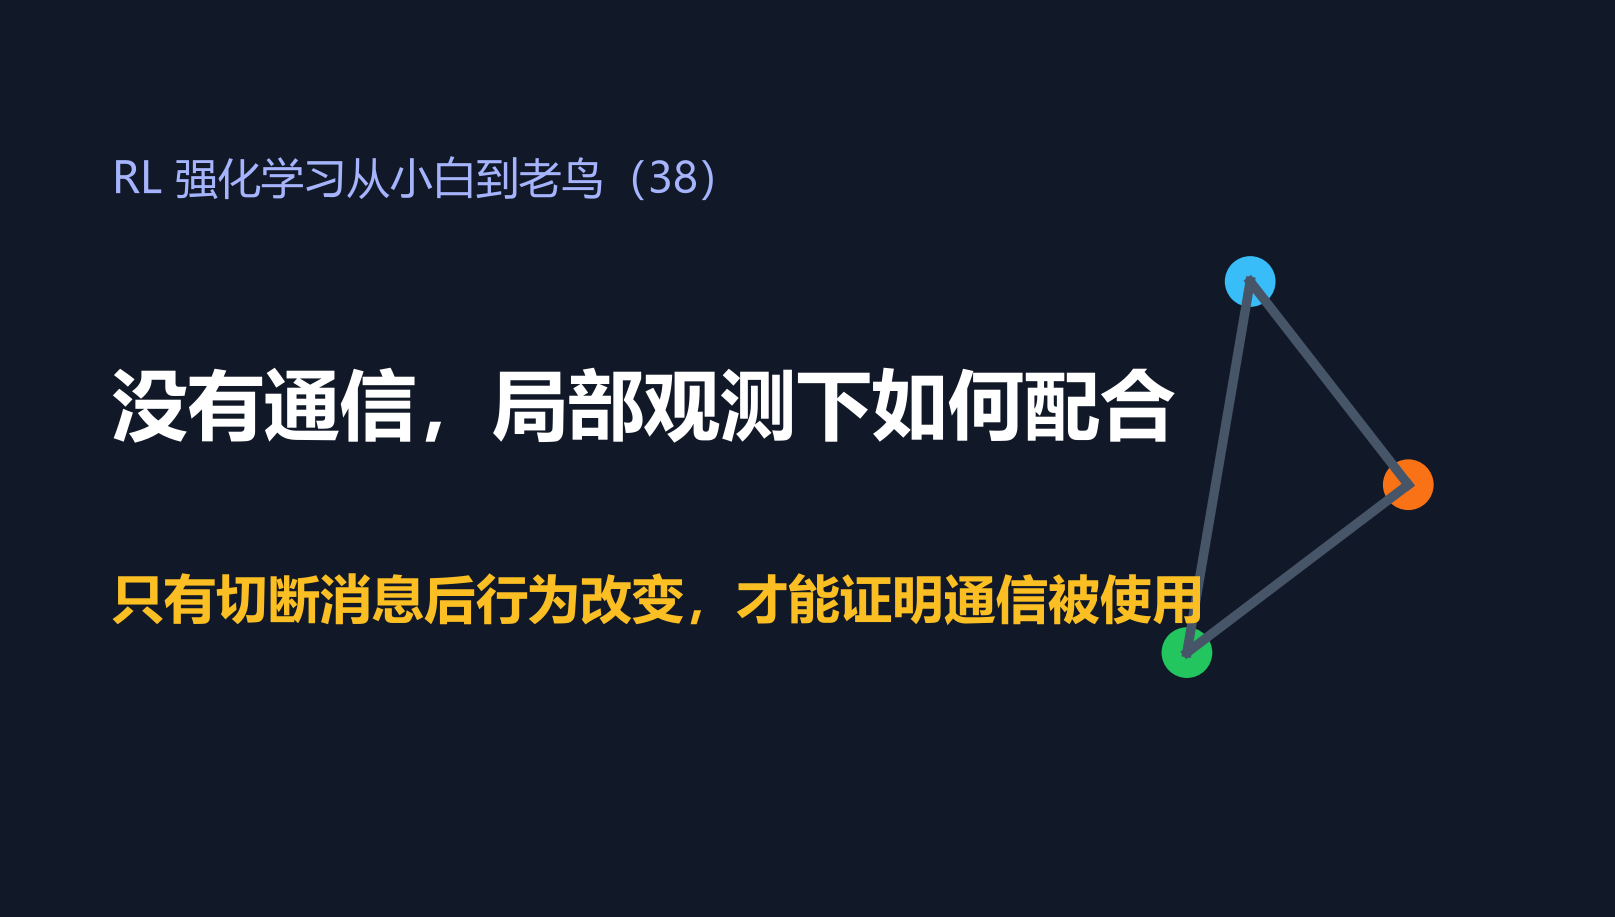 RL 强化学习从小白到老鸟（38）
没有通信，局部观测下如何配合
只有切断消息后行为改变，才能证明通信被使用